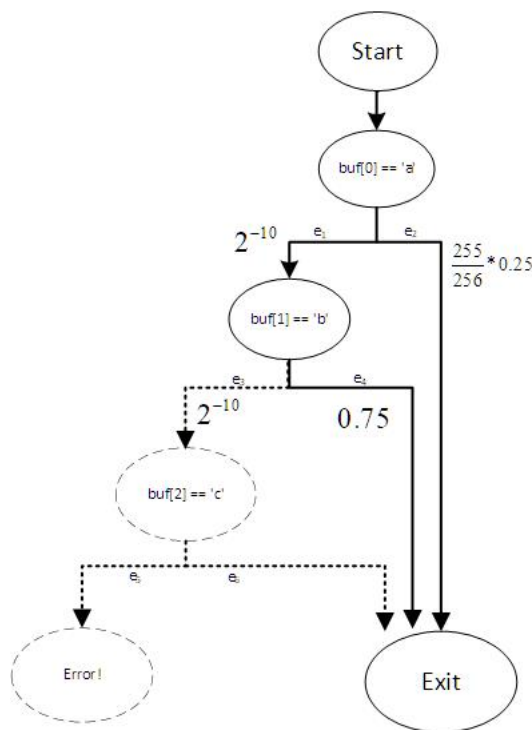 Start
buf[0] == 'a'
2⁻¹⁰
e₁
e₂
255/256 * 0.25
buf[1] == 'b'
e₃
e₄
2⁻¹⁰
0.75
buf[2] == 'c'
e₅
e₆
Error!
Exit